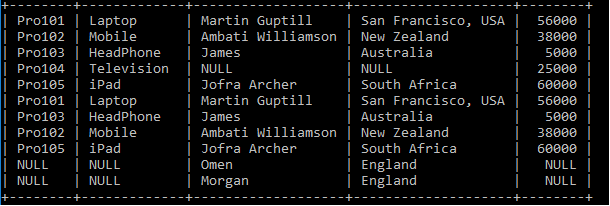 +--------+------------+-------------------+--------------------+-------+
| Pro101 | Laptop | Martin Guptill | San Francisco, USA | 56000 |
| Pro102 | Mobile | Ambati Williamson | New Zealand | 38000 |
| Pro103 | HeadPhone | James | Australia | 5000 |
| Pro104 | Television | NULL | NULL | 25000 |
| Pro105 | iPad | Jofra Archer | South Africa | 60000 |
| Pro101 | Laptop | Martin Guptill | San Francisco, USA | 56000 |
| Pro103 | HeadPhone | James | Australia | 5000 |
| Pro102 | Mobile | Ambati Williamson | New Zealand | 38000 |
| Pro105 | iPad | Jofra Archer | South Africa | 60000 |
| NULL | NULL | Omen | England | NULL |
| NULL | NULL | Morgan | England | NULL |
+--------+------------+-------------------+--------------------+-------+